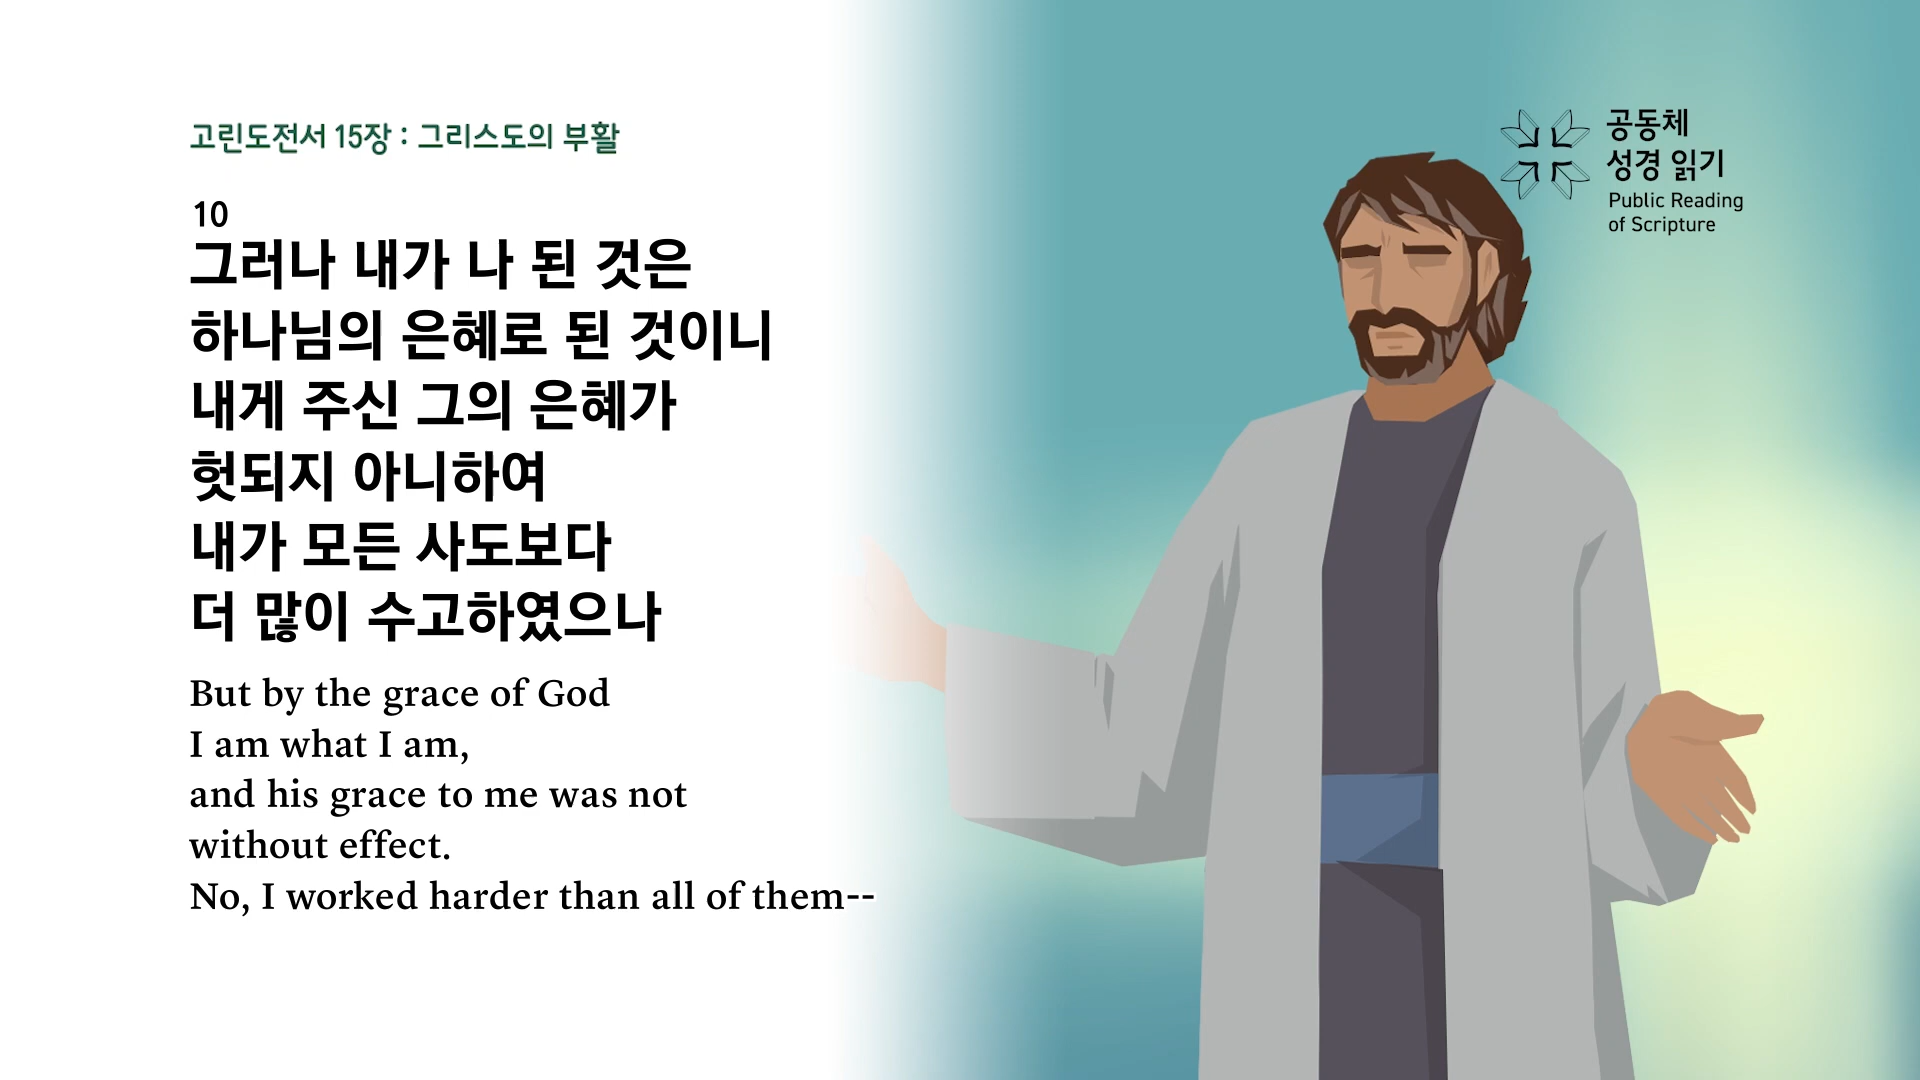 고린도전서 15장 : 그리스도의 부활
10
그러나 내가 나 된 것은
하나님의 은혜로 된 것이니
내게 주신 그의 은혜가
헛되지 아니하여
내가 모든 사도보다
더 많이 수고하였으나
But by the grace of God
I am what I am,
and his grace to me was not
without effect.
No, I worked harder than all of them--
공동체
성경 읽기
Public Reading
of Scripture